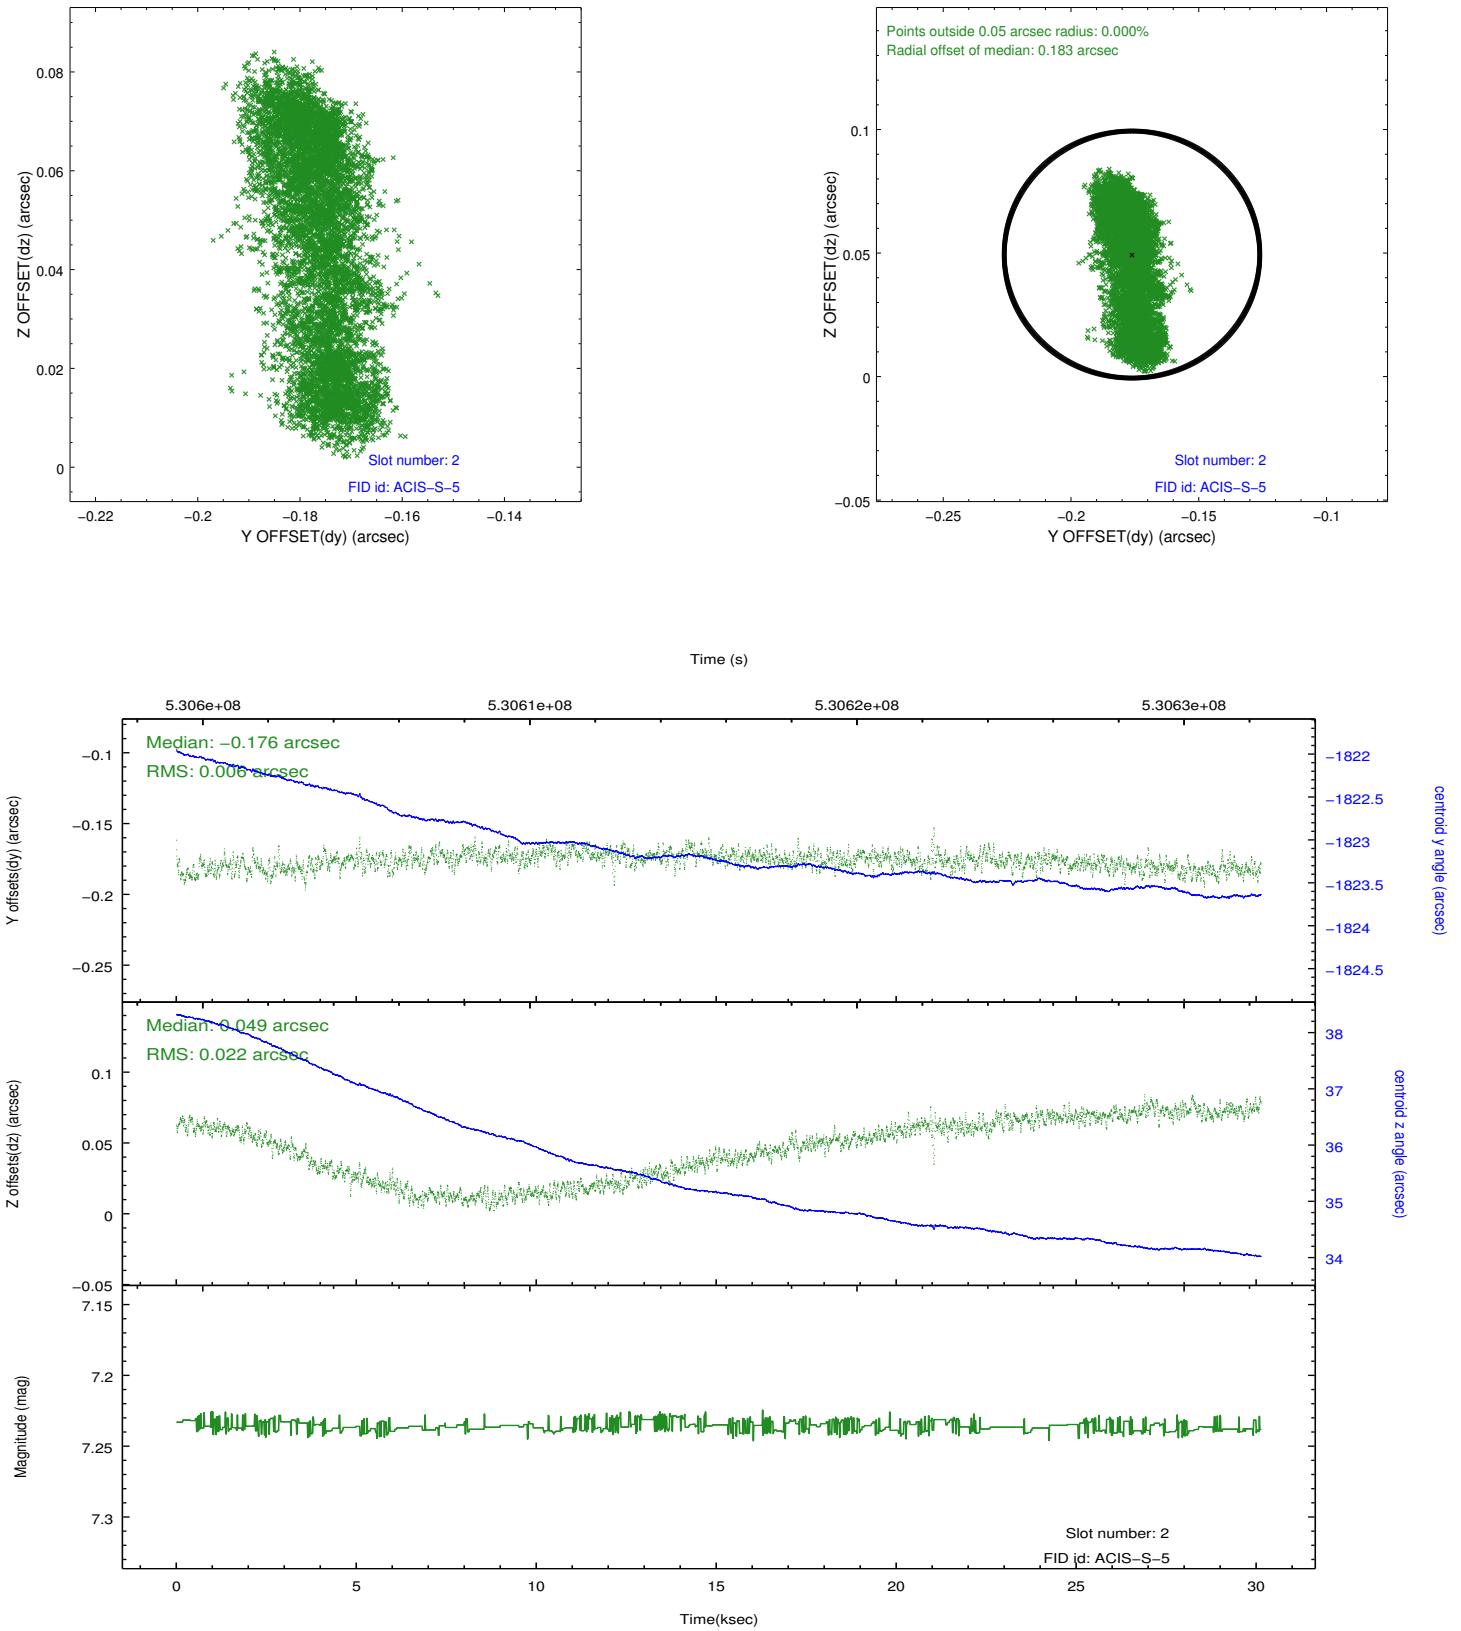 0.08
0.06
0.04
0.02
0
Z OFFSET(dz) (arcsec)
Slot number: 2
FID id: ACIS−S−5
−0.22 −0.2 −0.18 −0.16 −0.14
Y OFFSET(dy) (arcsec)
Points outside 0.05 arcsec radius: 0.000%
Radial offset of median: 0.183 arcsec
0.1
0.05
0
−0.05
Z OFFSET(dz) (arcsec)
Slot number: 2
FID id: ACIS−S−5
−0.25 −0.2 −0.15 −0.1
Y OFFSET(dy) (arcsec)
Time (s)
5.306e+08 5.3061e+08 5.3062e+08 5.3063e+08
Median: −0.176 arcsec
RMS: 0.006 arcsec
−0.1
−0.15
−0.2
−0.25
Y offsets(dy) (arcsec)
−1822
−1822.5
−1823
−1823.5
−1824
−1824.5
centroid y angle (arcsec)
Median: 0.049 arcsec
RMS: 0.022 arcsec
0.1
0.05
0
−0.05
Z offsets(dz) (arcsec)
38
37
36
35
34
centroid z angle (arcsec)
7.15
7.2
7.25
7.3
Magnitude (mag)
Slot number: 2
FID id: ACIS−S−5
0 5 10 15 20 25 30
Time(ksec)